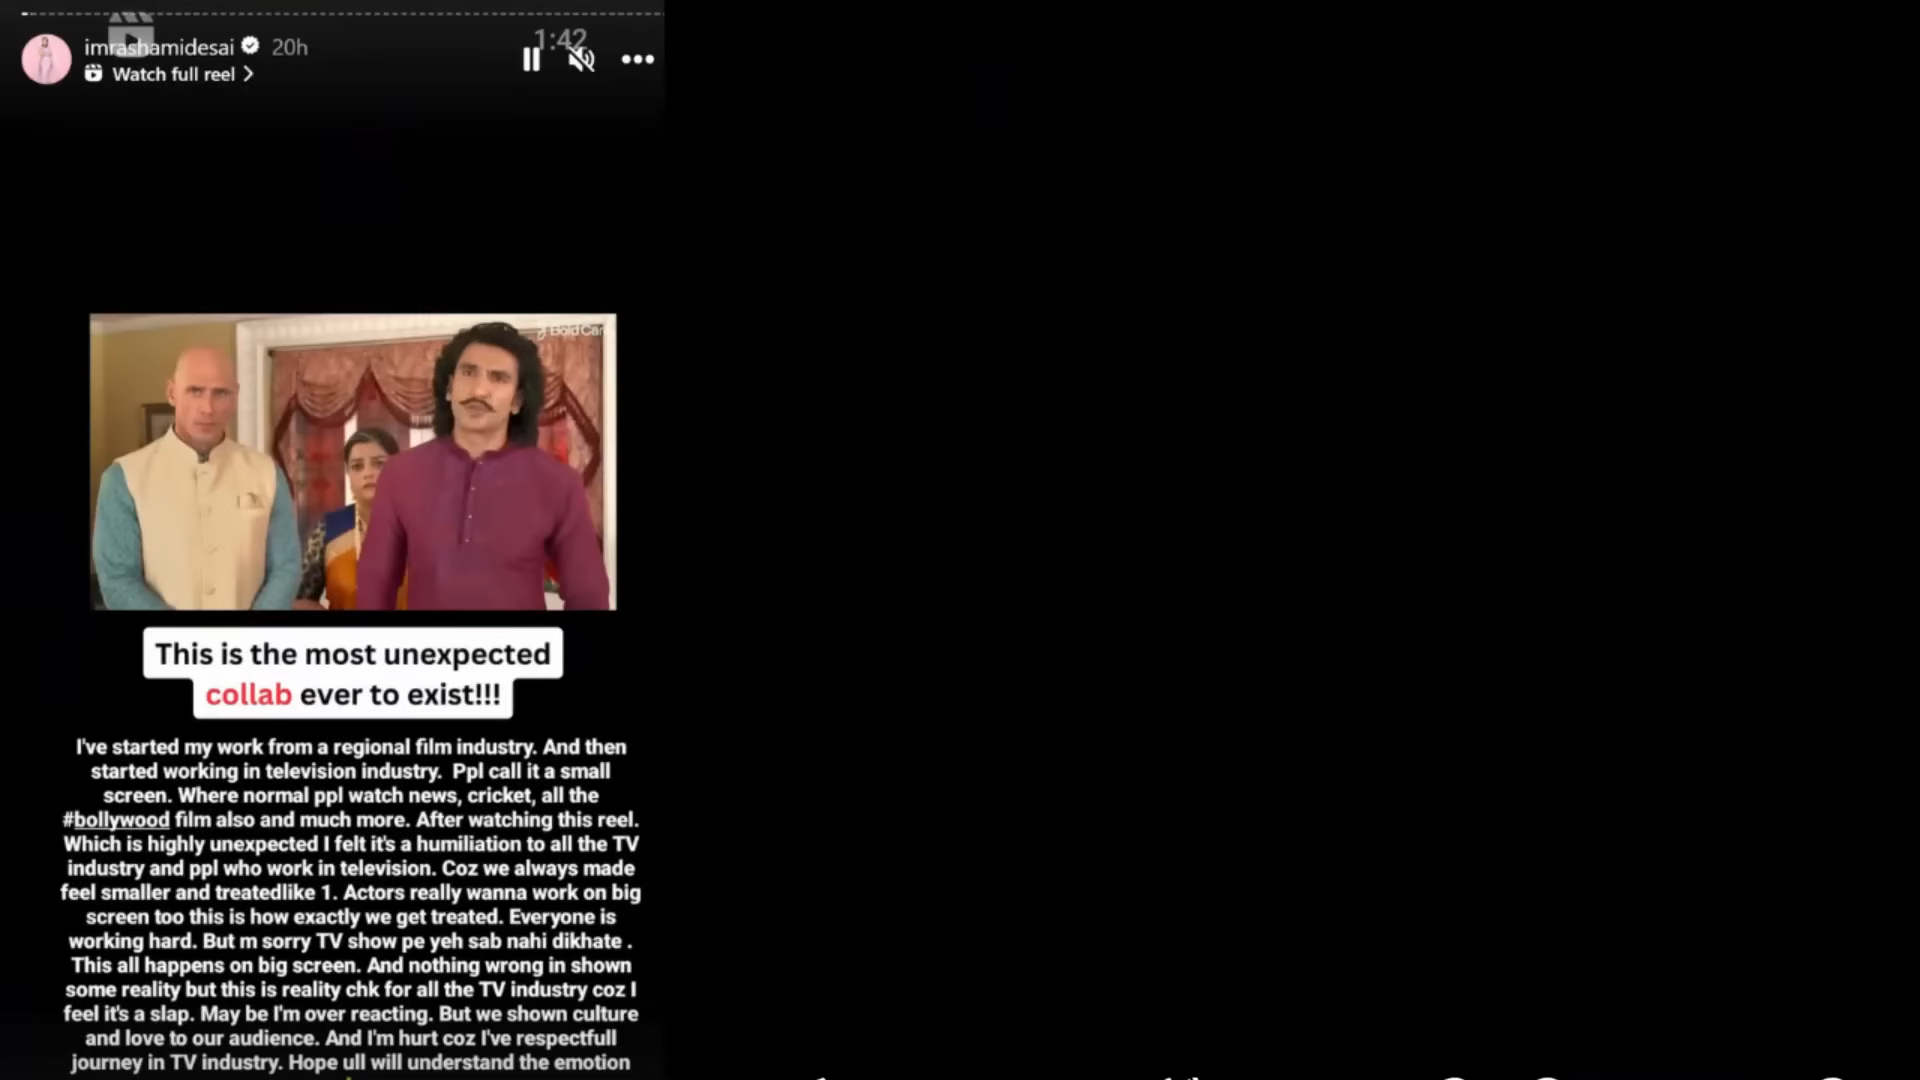 imrashamidesai 20h
1:42
Watch full reel >
BoldCar
This is the most unexpected
collab ever to exist!!!
I've started my work from a regional film industry. And then
started working in television industry. Ppl call it a small
screen. Where normal ppl watch news, cricket, all the
#bollywood film also and much more. After watching this reel.
Which is highly unexpected I felt it's a humiliation to all the TV
industry and ppl who work in television. Coz we always made
feel smaller and treatedlike 1. Actors really wanna work on big
screen too this is how exactly we get treated. Everyone is
working hard. But m sorry TV show pe yeh sab nahi dikhate .
This all happens on big screen. And nothing wrong in shown
some reality but this is reality chk for all the TV industry coz I
feel it's a slap. May be I'm over reacting. But we shown culture
and love to our audience. And I'm hurt coz I've respectfull
journey in TV industry. Hope ull will understand the emotion